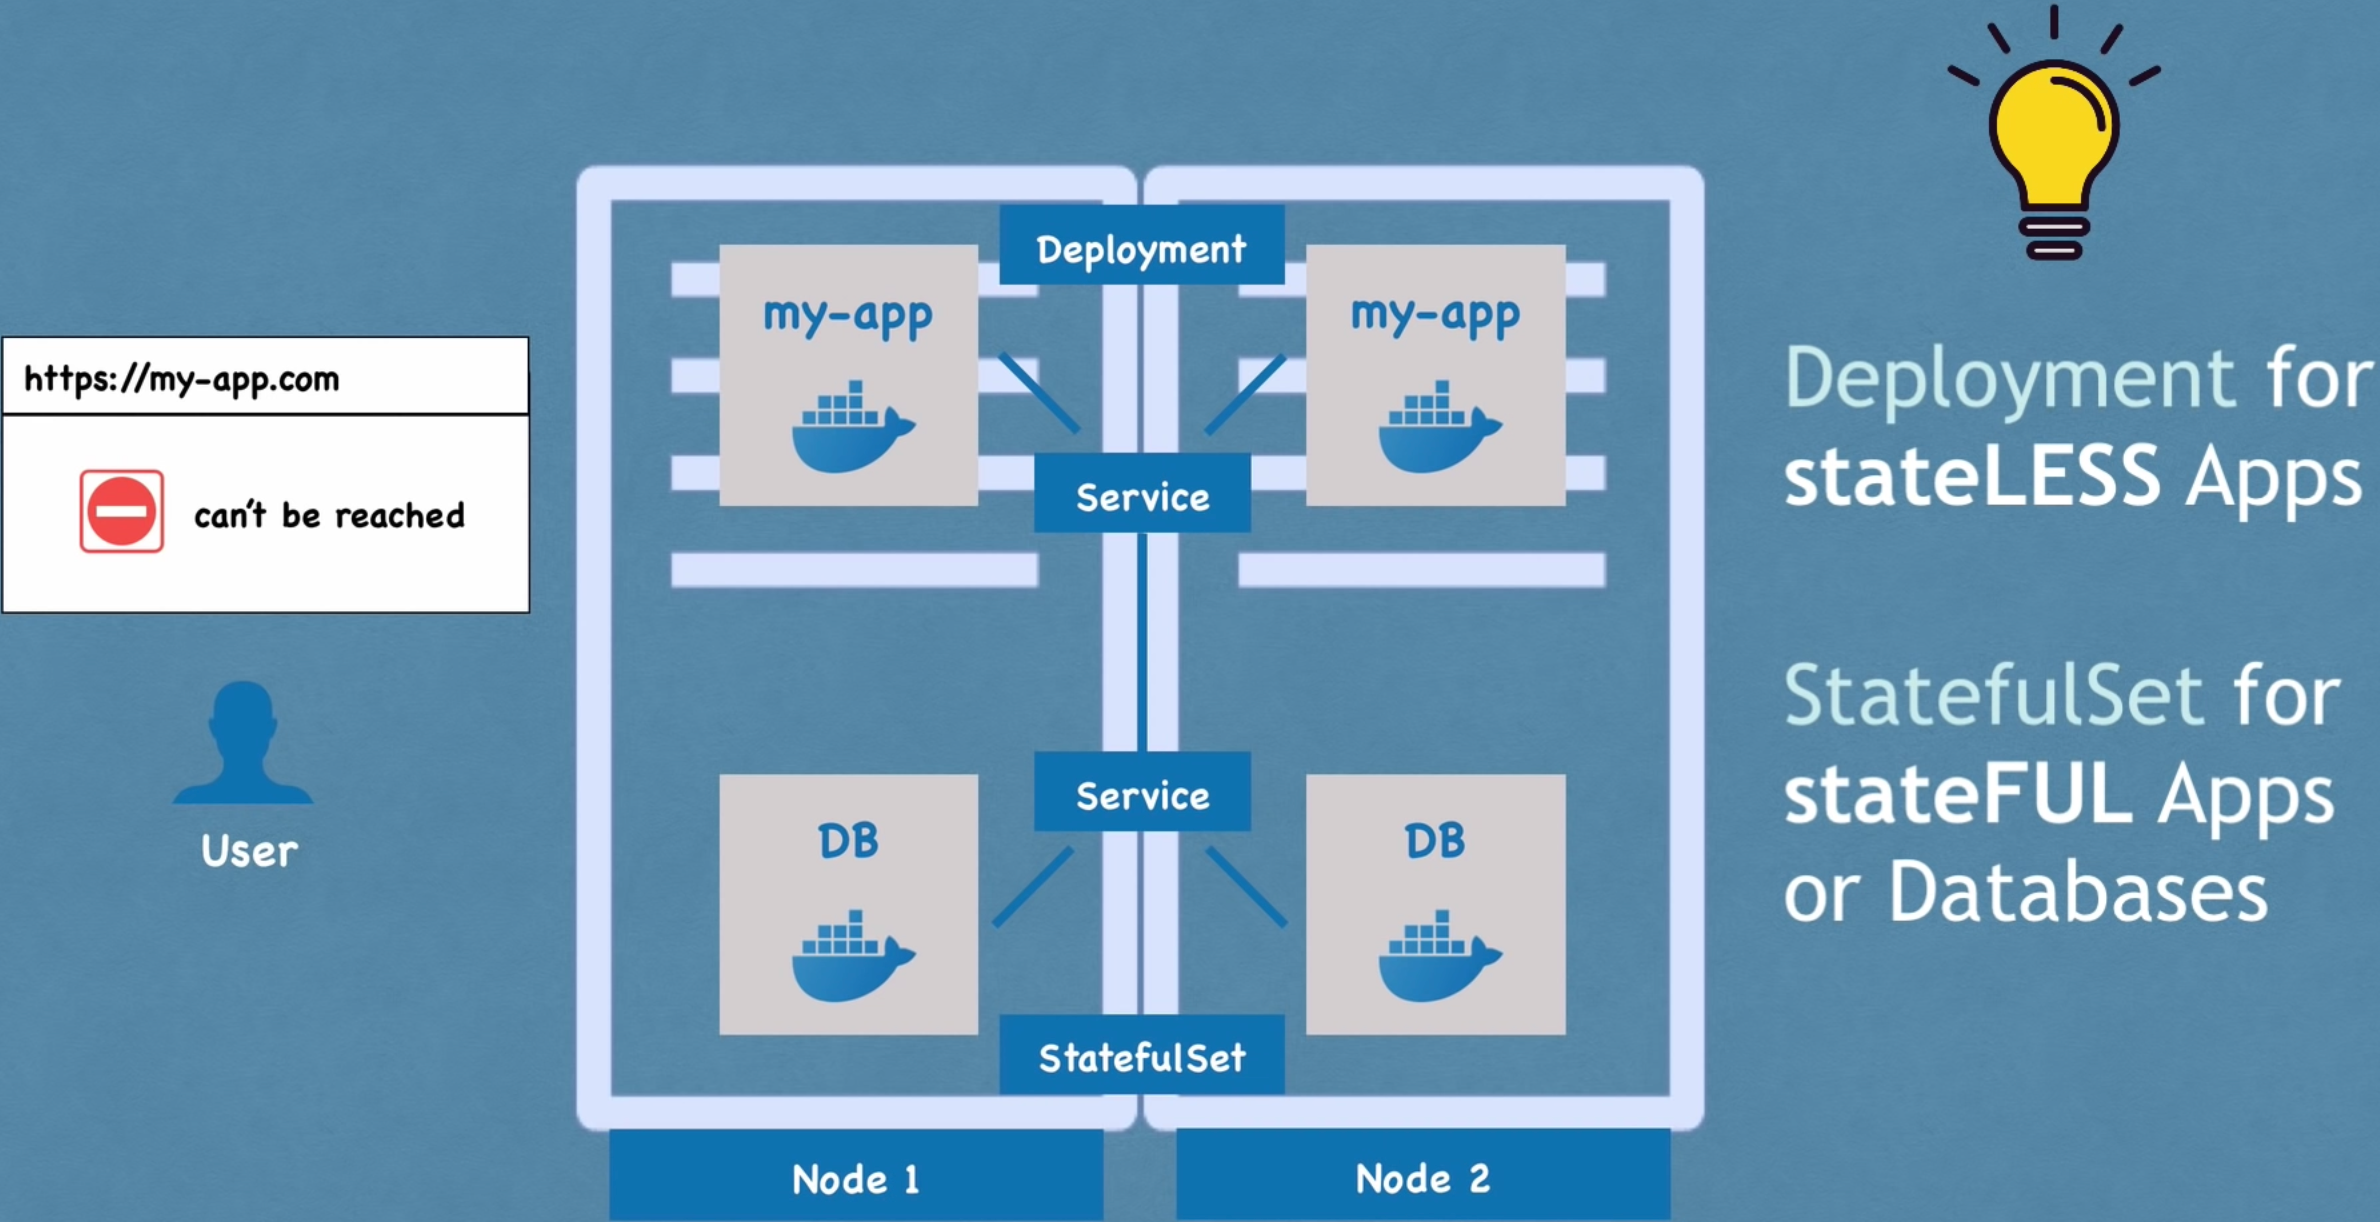 https://my-app.com
can't be reached
User
Deployment
my-app
my-app
Service
Service
DB
DB
StatefulSet
Node 1
Node 2
Deployment for
stateLESS Apps
StatefulSet for
stateFUL Apps
or Databases